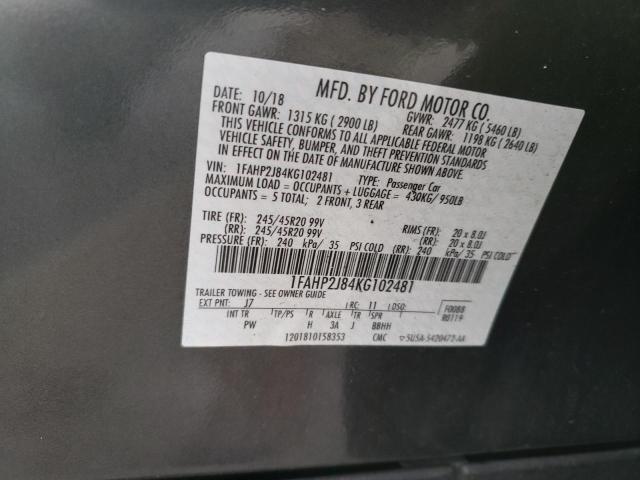 MFD. BY FORD MOTOR CO.
DATE: 10/18 GVWR: 2477 KG ( 5460 LB)
FRONT GAWR: 1315 KG ( 2900 LB) REAR GAWR: 1198 KG ( 2640 LB)
THIS VEHICLE CONFORMS TO ALL APPLICABLE FEDERAL MOTOR
VEHICLE SAFETY, BUMPER, AND THEFT PREVENTION STANDARDS
IN EFFECT ON THE DATE OF MANUFACTURE SHOWN ABOVE.
VIN: 1FAHP2J84KG102481 TYPE: Passenger Car
MAXIMUM LOAD = OCCUPANTS + LUGGAGE = 430KG/ 950LB
OCCUPANTS = 5 TOTAL; 2 FRONT, 3 REAR
TIRE (FR): 245/45R20 99V RIMS (FR): 20 x 8.0J
(RR): 245/45R20 99V (RR): 20 x 8.0J
PRESSURE (FR): 240 kPa/ 35 PSI COLD (RR): 240 kPa/ 35 PSI COLD
1FAHP2J84KG102481
TRAILER TOWING - SEE OWNER GUIDE
EXT PNT: J7 RC: 11 DSO: F0088
INT TR TP/PS R AXLE TR SPR R0119
PW H 3A J BBHH
1201810158353 CMC ▽5U5A-5420472-AA